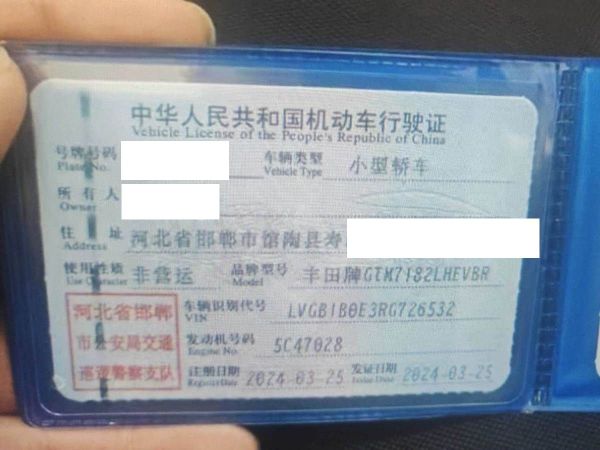 中华人民共和国机动车行驶证
Vehicle License of the People's Republic of China
号牌号码 车辆类型 小型轿车
Plate No. Vehicle Type
所有人
Owner
住址 河北省邯郸市馆陶县寿
Address
使用性质 非营运 品牌型号 丰田牌GTM7182LHEVBR
Use Character Model
河北省邯郸 车辆识别代号 LVGB1B0E3RG726532
VIN
市公安局交通 发动机号码 5C47028
Engine No.
巡逻警察支队 注册日期 2024-03-25 发证日期 2024-03-25
Register Date Issue Date